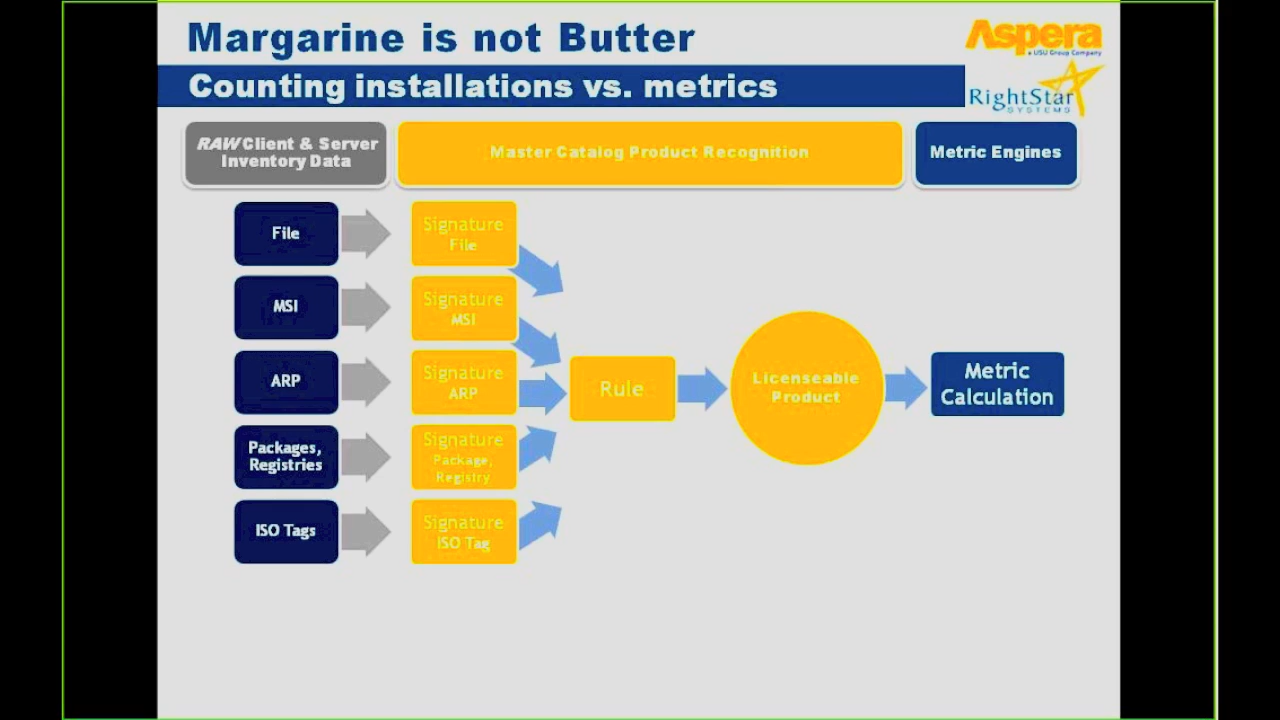 Margarine is not Butter
Counting installations vs. metrics
Aspera
a USU Group Company
RightStar
SYSTEMS
RAW Client & Server
Inventory Data
Master Catalog Product Recognition
Metric Engines
File
Signature
File
MSI
Signature
MSI
ARP
Signature
ARP
Packages,
Registries
Signature
Package,
Registry
ISO Tags
Signature
ISO Tag
Rule
Licenseable
Product
Metric
Calculation